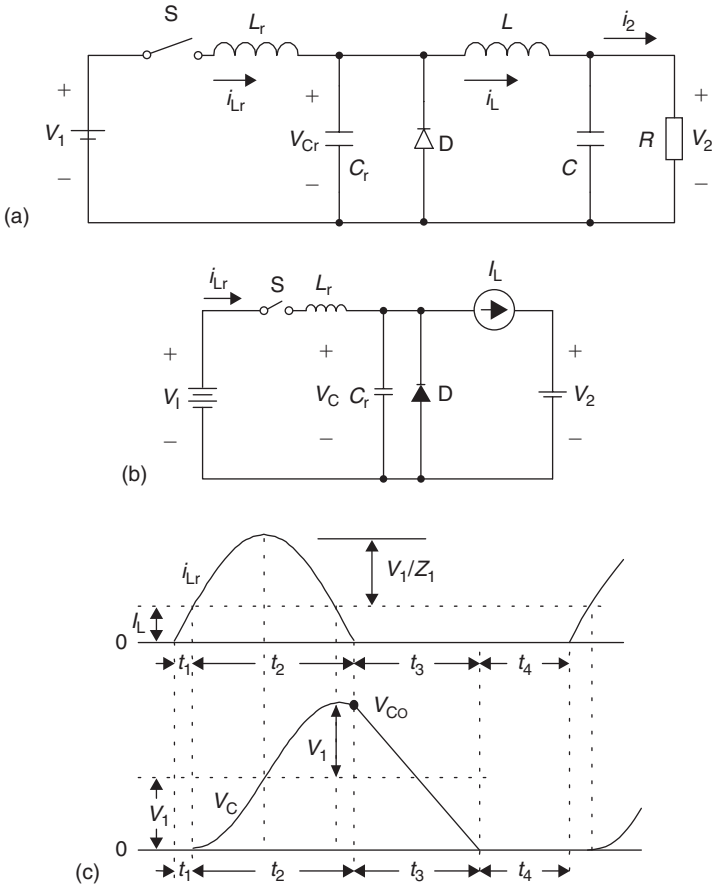 S L_r L i_2
i_Lr i_L
+ + +
V_1 V_Cr D R V_2
C_r C
− − −
(a)
i_Lr S L_r I_L
+ + +
V_I V_C C_r D V_2
− − −
(b)
i_Lr V_1/Z_1
I_L
0
t_1 t_2 t_3 t_4
V_CO
V_1
V_1 V_C
0
(c) t_1 t_2 t_3 t_4